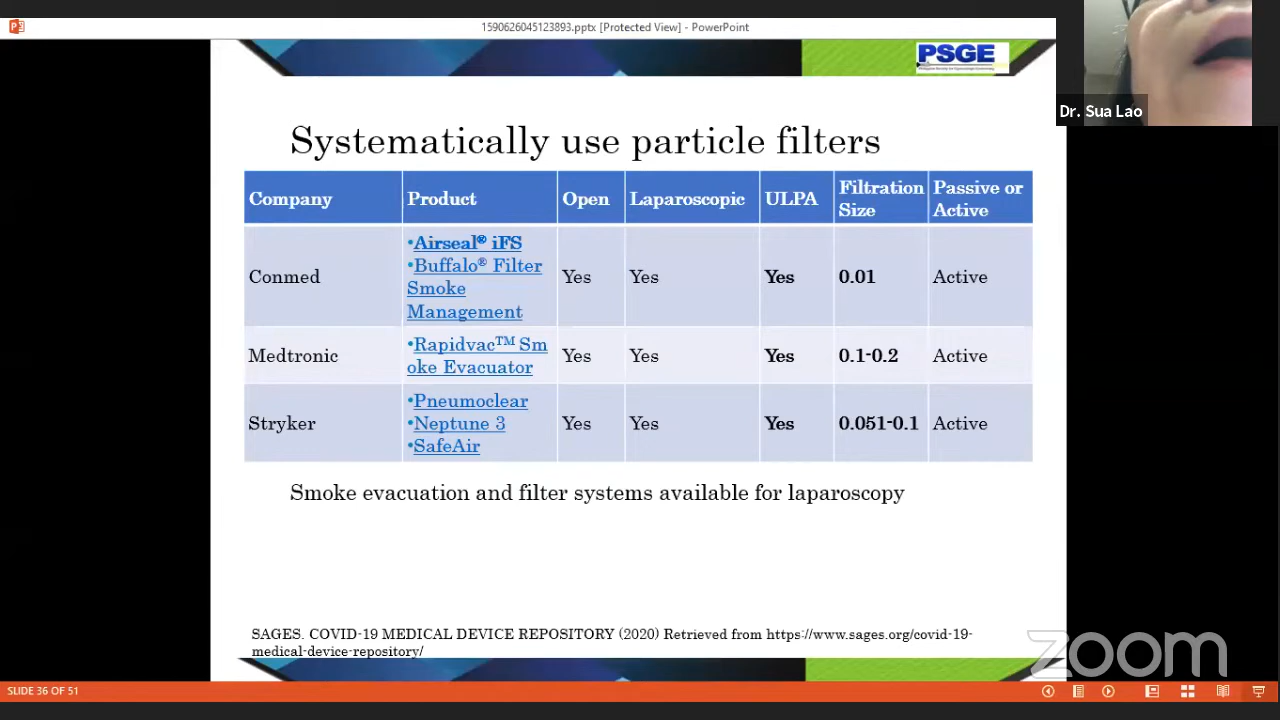 1590626045123893.pptx [Protected View] - PowerPoint
PSGE
Dr. Sua Lao
Systematically use particle filters
Company Product Open Laparoscopic ULPA Filtration Size Passive or Active
Conmed
•Airseal® iFS
•Buffalo® Filter
Smoke
Management
Yes Yes Yes 0.01 Active
Medtronic
•Rapidvac™ Sm
oke Evacuator
Yes Yes Yes 0.1-0.2 Active
Stryker
•Pneumoclear
•Neptune 3
•SafeAir
Yes Yes Yes 0.051-0.1 Active
Smoke evacuation and filter systems available for laparoscopy
SAGES. COVID-19 MEDICAL DEVICE REPOSITORY (2020) Retrieved from https://www.sages.org/covid-19-
medical-device-repository/
zoom
SLIDE 36 OF 51